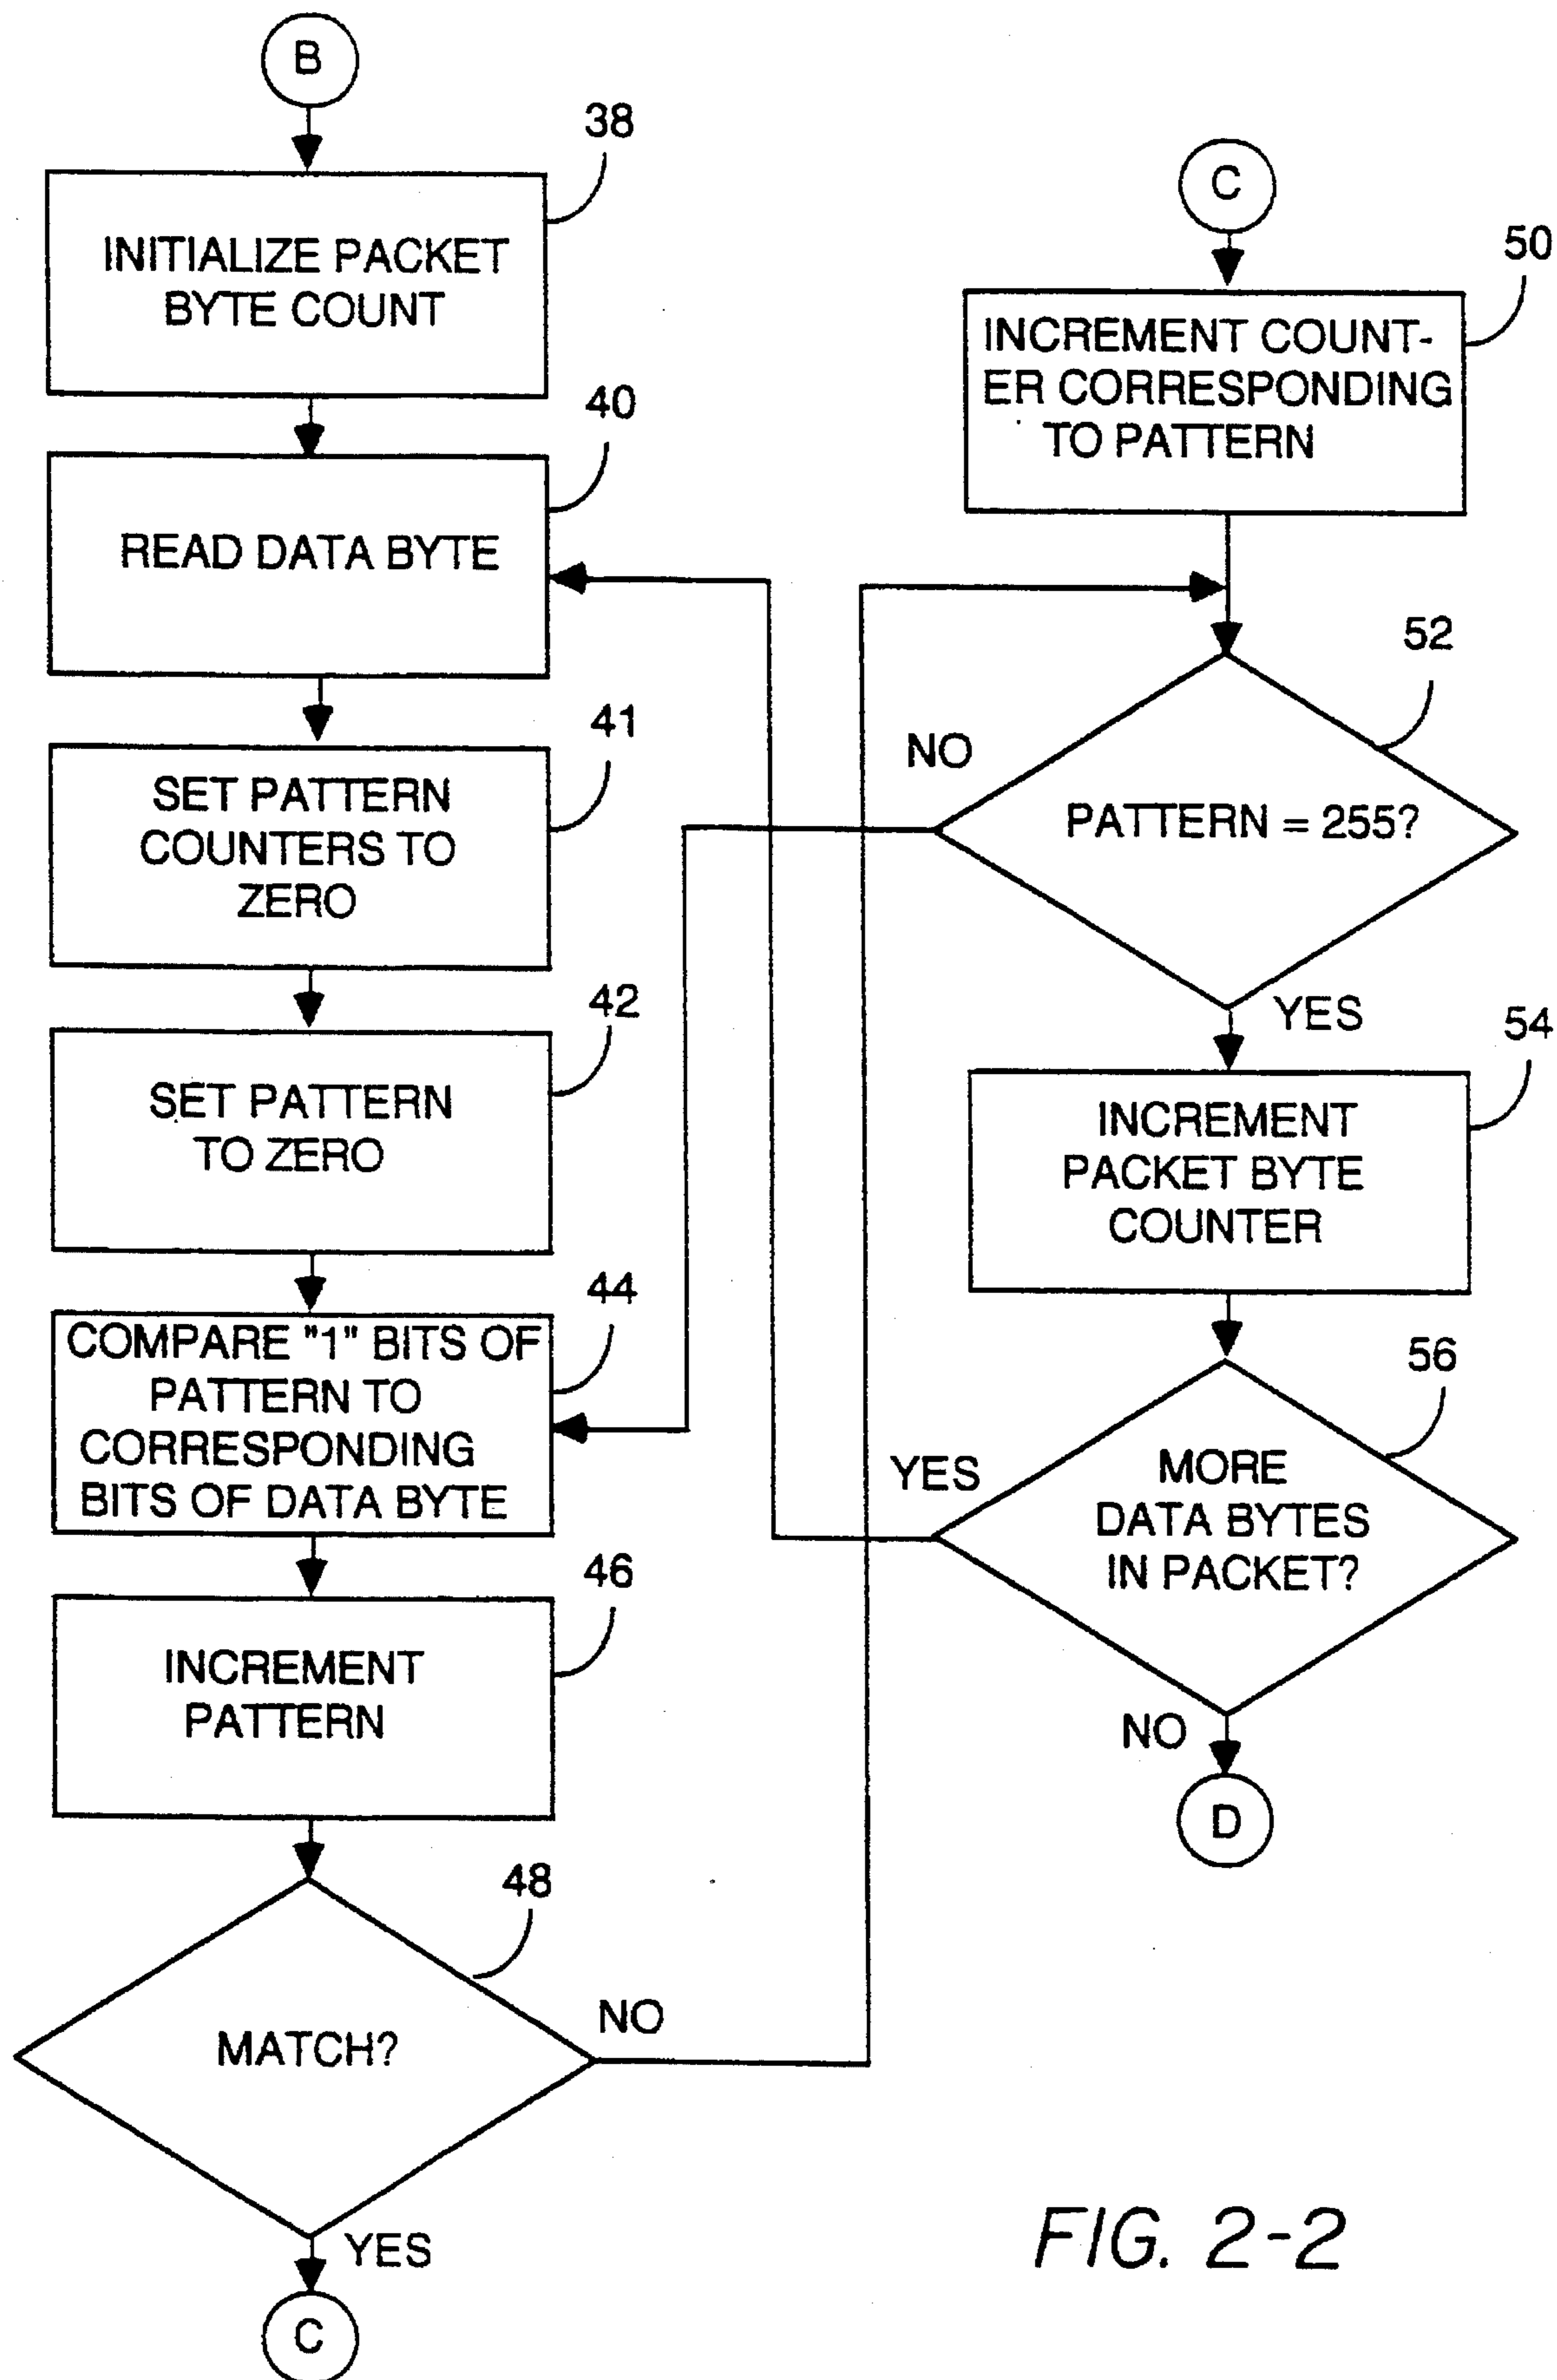 B
38
INITIALIZE PACKET
BYTE COUNT
40
READ DATA BYTE
41
SET PATTERN
COUNTERS TO
ZERO
42
SET PATTERN
TO ZERO
44
COMPARE "1" BITS OF
PATTERN TO
CORRESPONDING
BITS OF DATA BYTE
46
INCREMENT
PATTERN
48
MATCH?
NO
YES
C
C
50
INCREMENT COUNT-
ER CORRESPONDING
TO PATTERN
52
NO
PATTERN = 255?
YES
54
INCREMENT
PACKET BYTE
COUNTER
56
YES
MORE
DATA BYTES
IN PACKET?
NO
D
FIG. 2-2